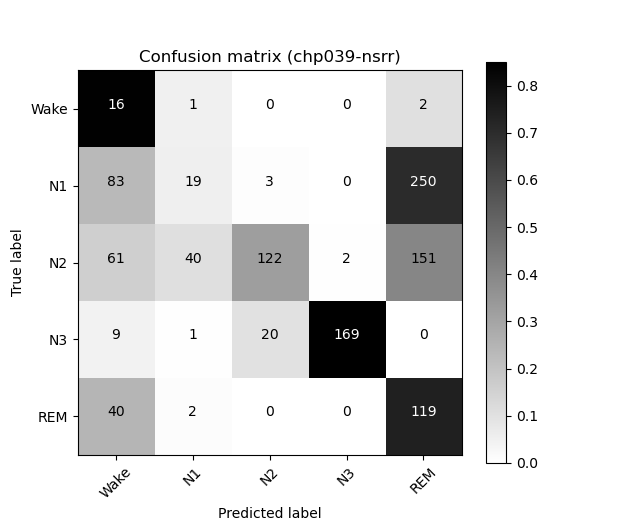 Confusion matrix (chp039-nsrr)
True label
Wake 16 1 0 0 2
N1 83 19 3 0 250
N2 61 40 122 2 151
N3 9 1 20 169 0
REM 40 2 0 0 119
Wake N1 N2 N3 REM
Predicted label
0.8
0.7
0.6
0.5
0.4
0.3
0.2
0.1
0.0